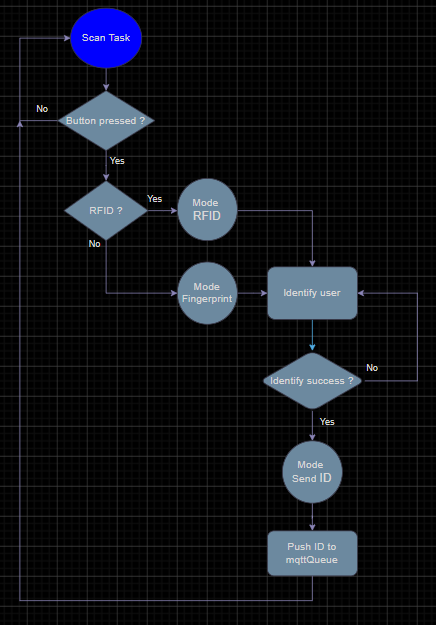 Scan Task
No
Button pressed ?
Yes
RFID ?
Yes
Mode
RFID
No
Mode
Fingerprint
Identify user
Identify success ?
No
Yes
Mode
Send ID
Push ID to
mqttQueue